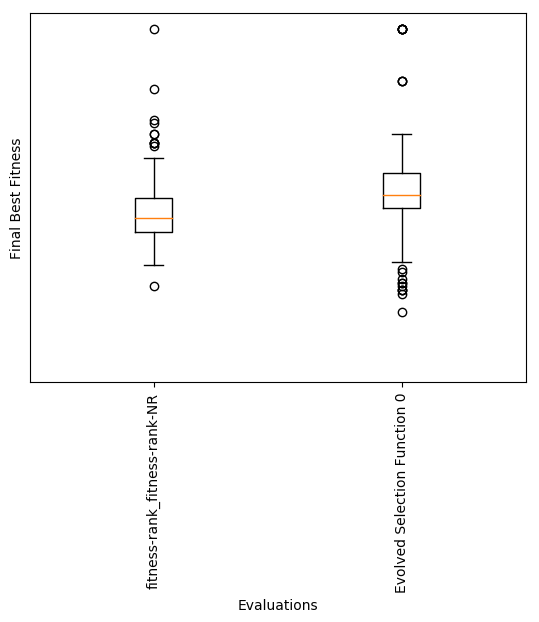 Final Best Fitness
fitness-rank_fitness-rank-NR
Evolved Selection Function 0
Evaluations